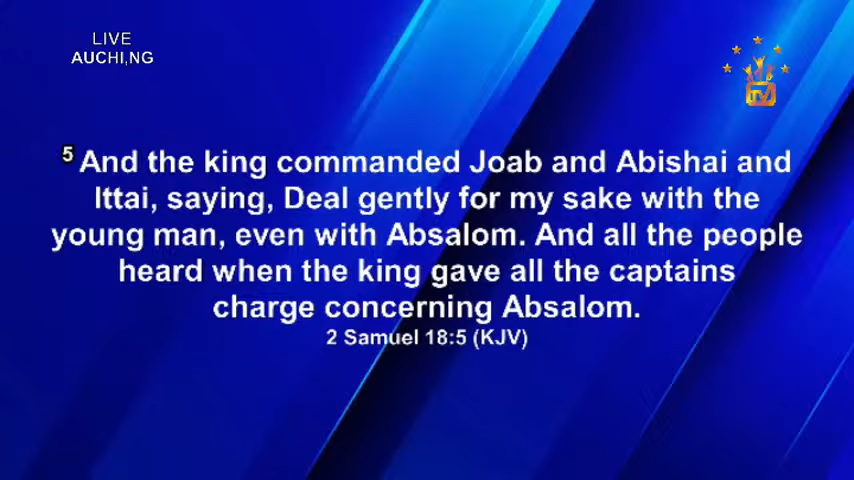 LIVE
AUCHI,NG
iTV
5 And the king commanded Joab and Abishai and
Ittai, saying, Deal gently for my sake with the
young man, even with Absalom. And all the people
heard when the king gave all the captains
charge concerning Absalom.
2 Samuel 18:5 (KJV)